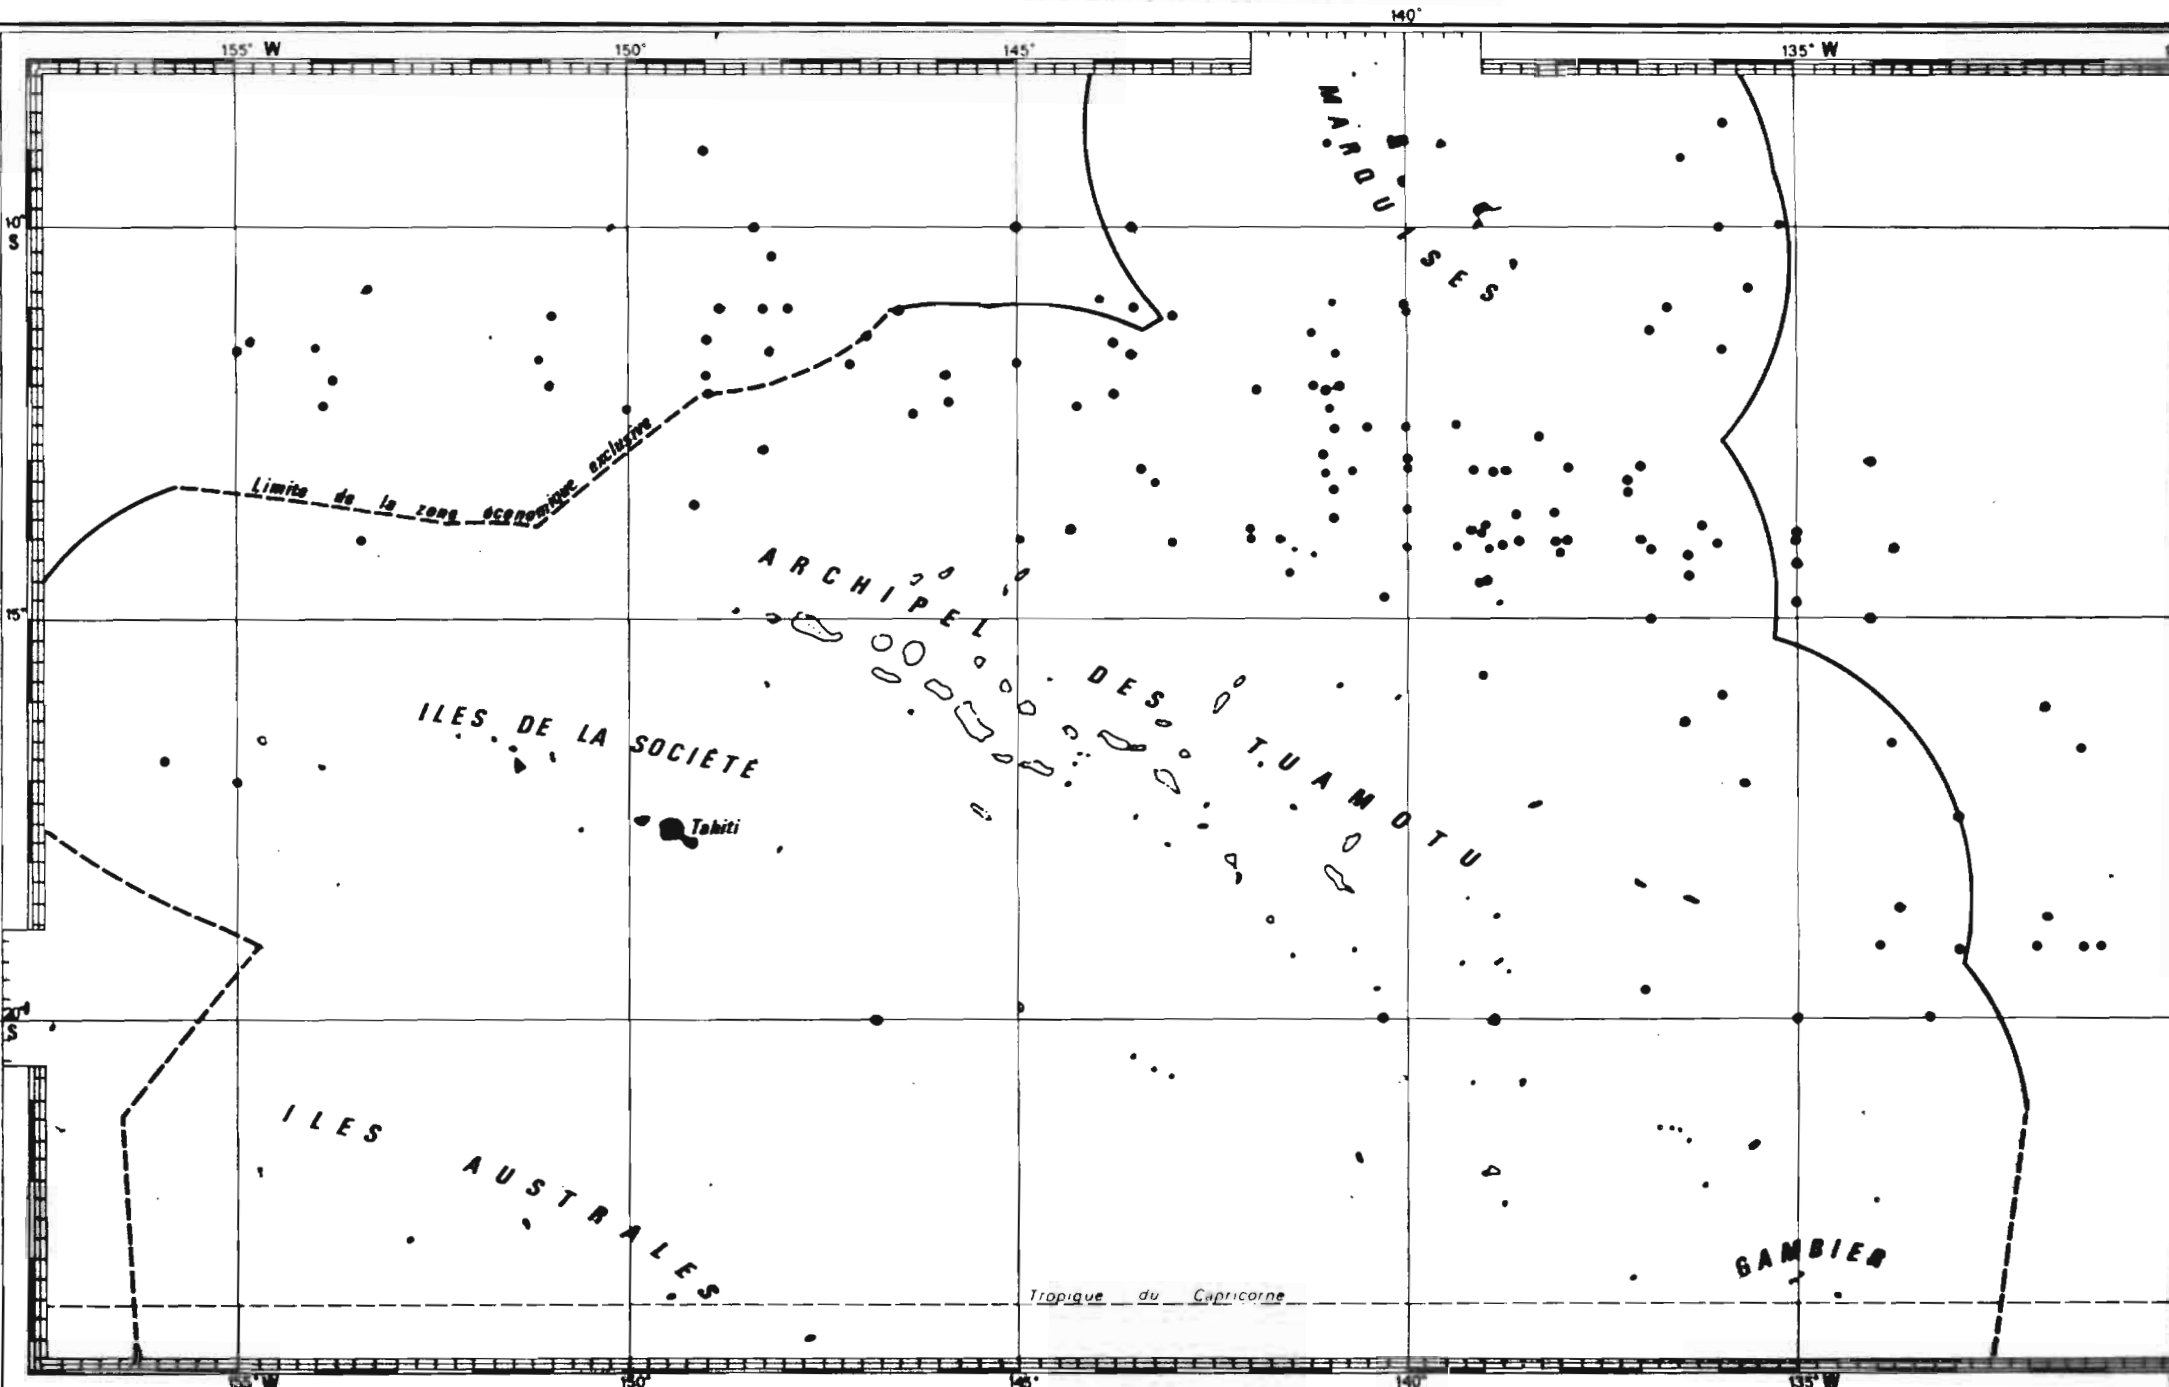 140°
155° W 150° 145° 135° W
MARQUISES
10°
S
Limite de la zone économique exclusive
ARCHIPEL DES TUAMOTU
15°
ILES DE LA SOCIÉTÉ
Tahiti
20°
S
ILES AUSTRALES
GAMBIER
Tropique du Capricorne
155° W 150° 145° 140° 135° W